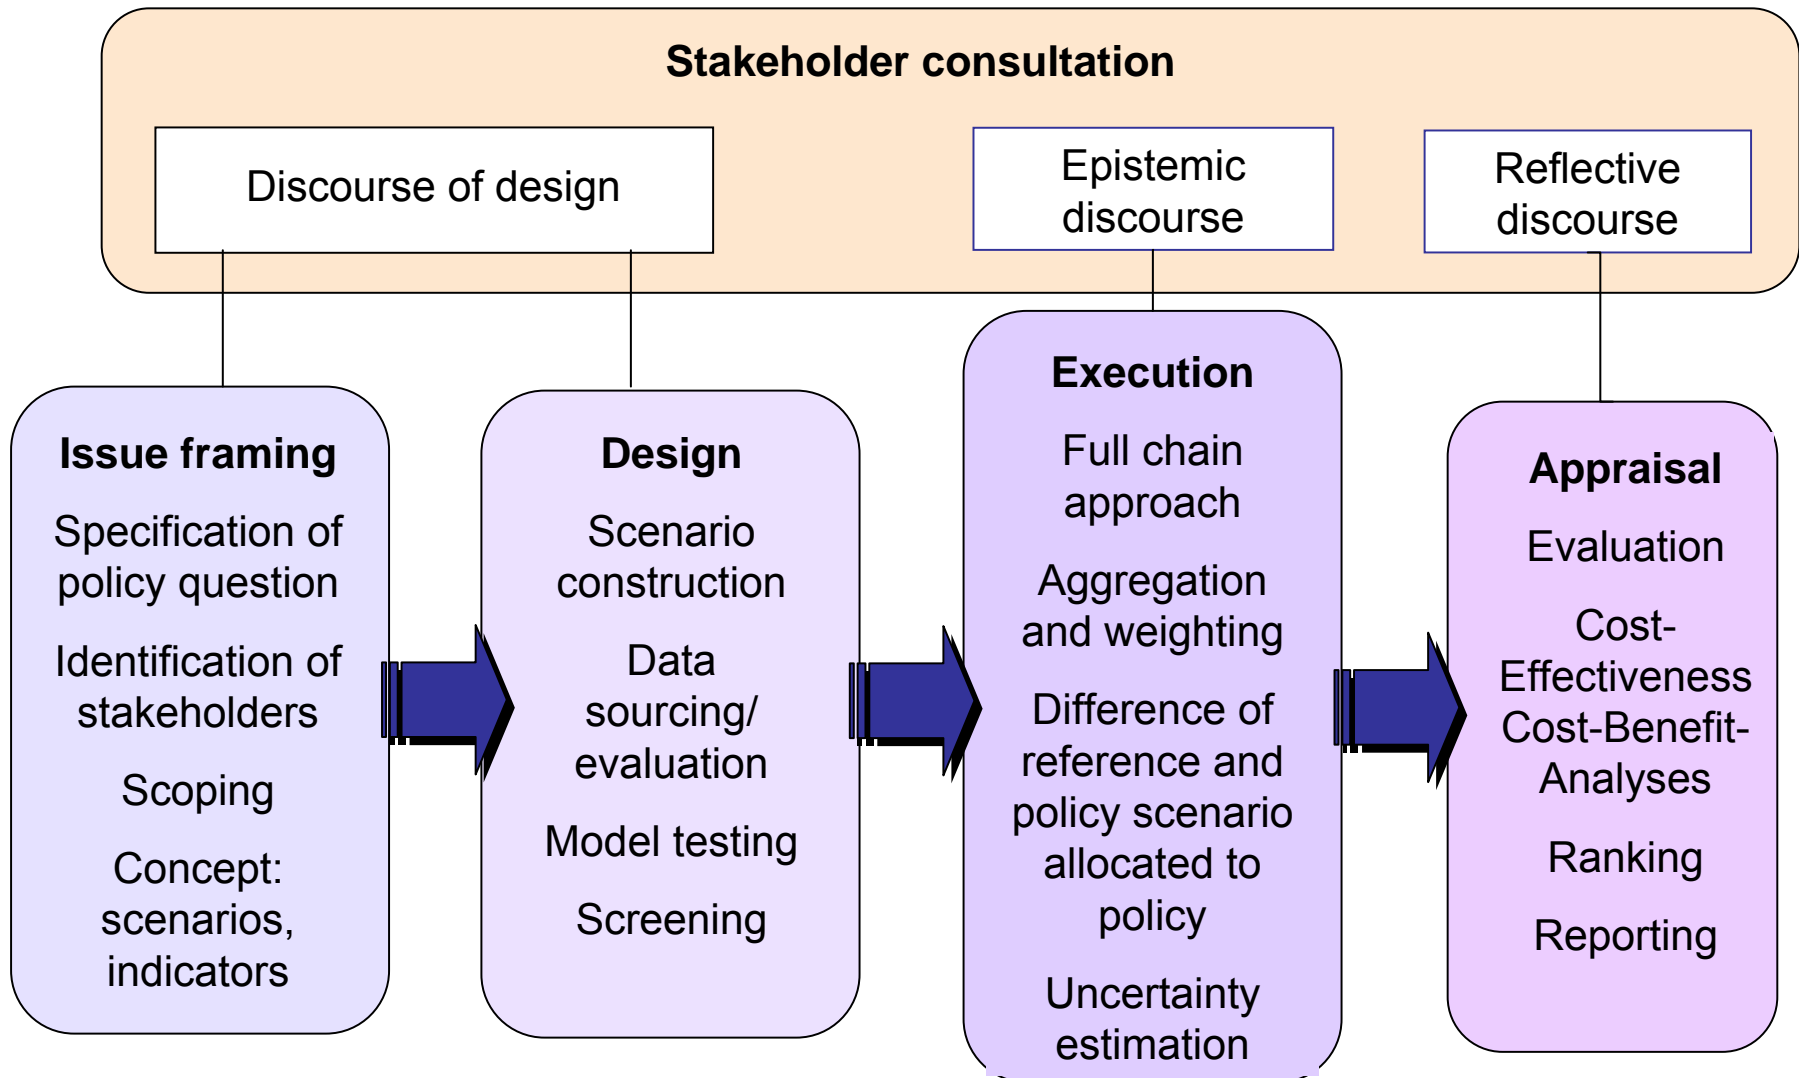 Stakeholder consultation
Discourse of design
Epistemic
discourse
Reflective
discourse
Issue framing
Specification of
policy question
Identification of
stakeholders
Scoping
Concept:
scenarios,
indicators
Design
Scenario
construction
Data
sourcing/
evaluation
Model testing
Screening
Execution
Full chain
approach
Aggregation
and weighting
Difference of
reference and
policy scenario
allocated to
policy
Uncertainty
estimation
Appraisal
Evaluation
Cost-
Effectiveness
Cost-Benefit-
Analyses
Ranking
Reporting